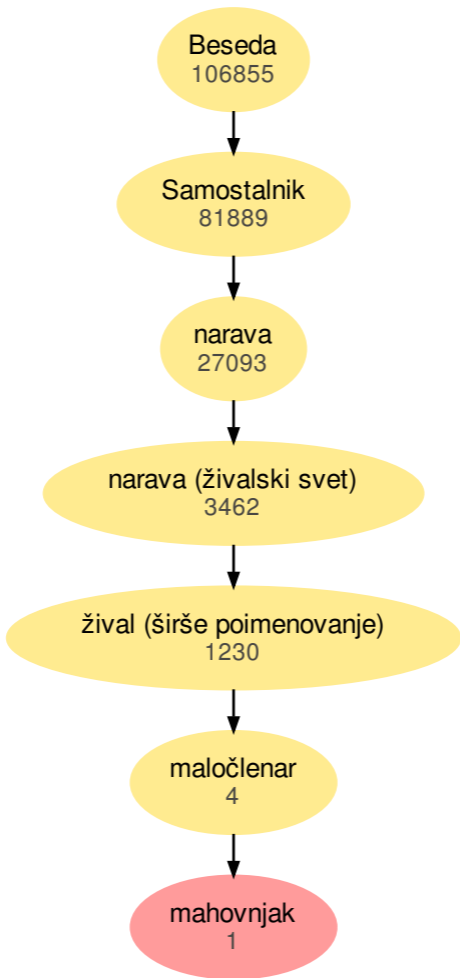 Beseda
106855
Samostalnik
81889
narava
27093
narava (živalski svet)
3462
žival (širše poimenovanje)
1230
maločlenar
4
mahovnjak
1